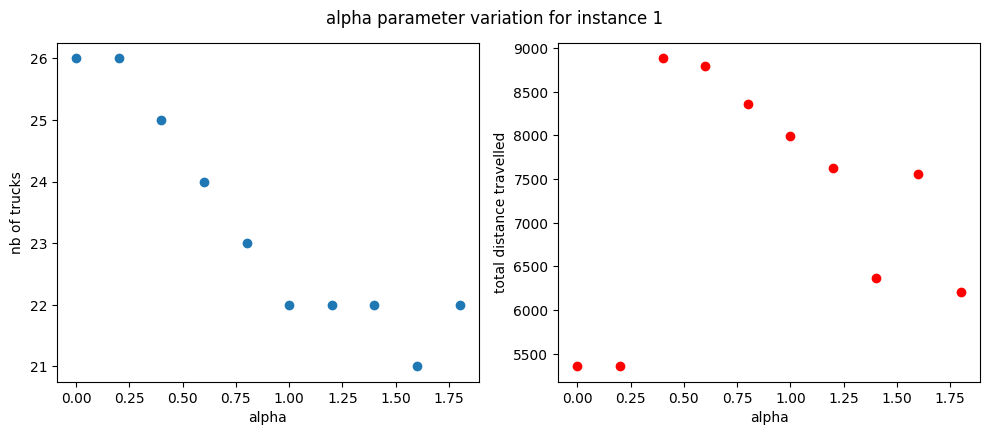 alpha parameter variation for instance 1
nb of trucks
26
25
24
23
22
21
0.00 0.25 0.50 0.75 1.00 1.25 1.50 1.75
alpha
total distance travelled
9000
8500
8000
7500
7000
6500
6000
5500
0.00 0.25 0.50 0.75 1.00 1.25 1.50 1.75
alpha